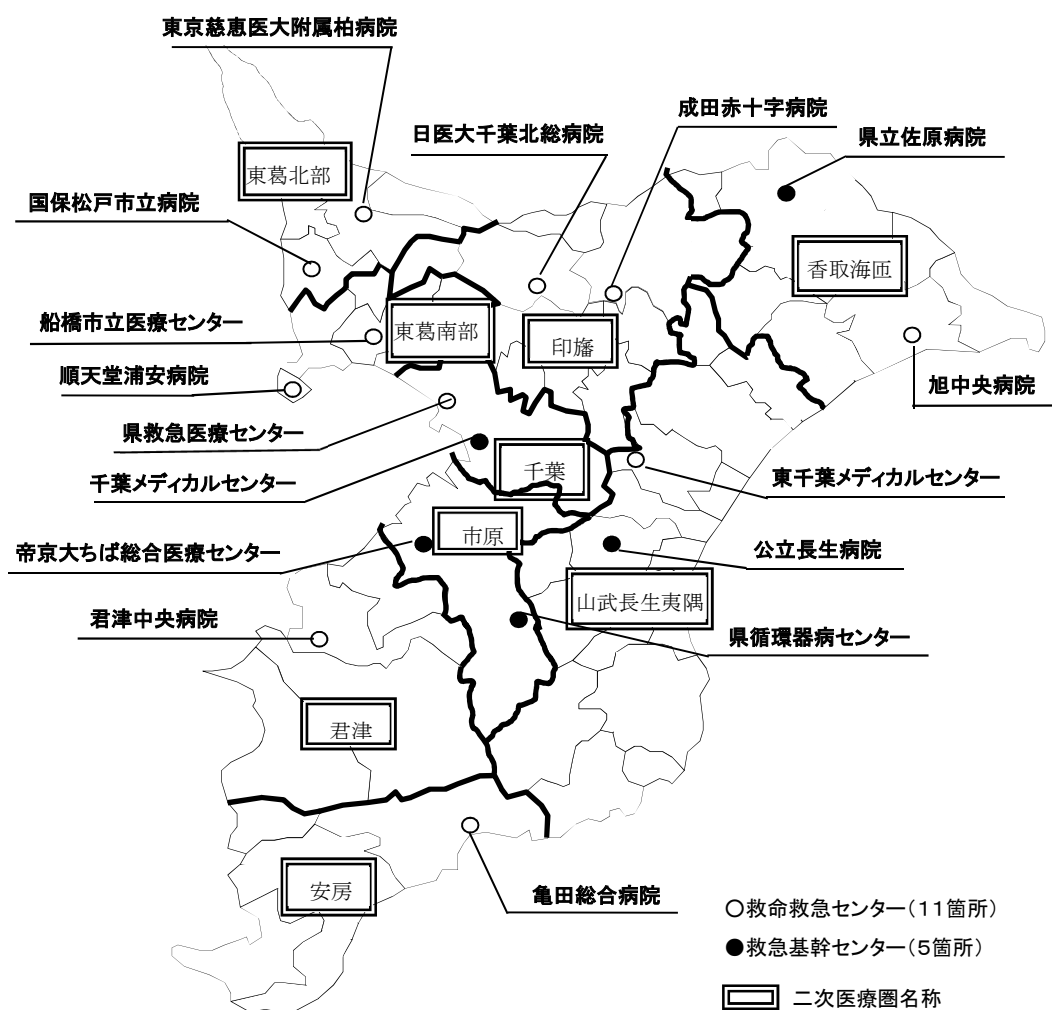 東京慈恵医大附属柏病院
成田赤十字病院
日医大千葉北総病院
県立佐原病院
東葛北部
国保松戸市立病院
香取海匝
船橋市立医療センター
東葛南部
印旛
順天堂浦安病院
旭中央病院
県救急医療センター
千葉
千葉メディカルセンター
東千葉メディカルセンター
市原
帝京大ちば総合医療センター
公立長生病院
山武長生夷隅
君津中央病院
県循環器病センター
君津
安房
亀田総合病院
○救命救急センター(11箇所)
●救急基幹センター(5箇所)
二次医療圏名称